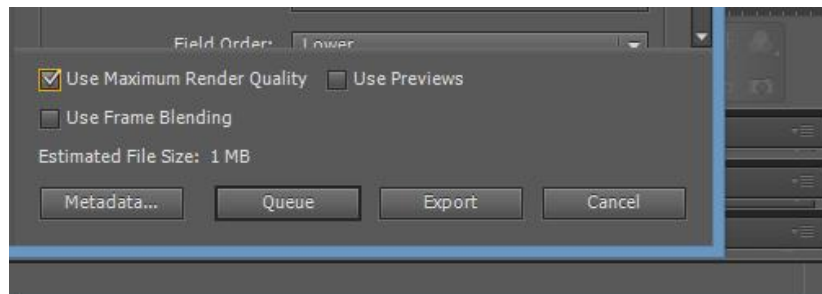 Field Order: Lower
Use Maximum Render Quality Use Previews
Use Frame Blending
Estimated File Size: 1 MB
Metadata... Queue Export Cancel